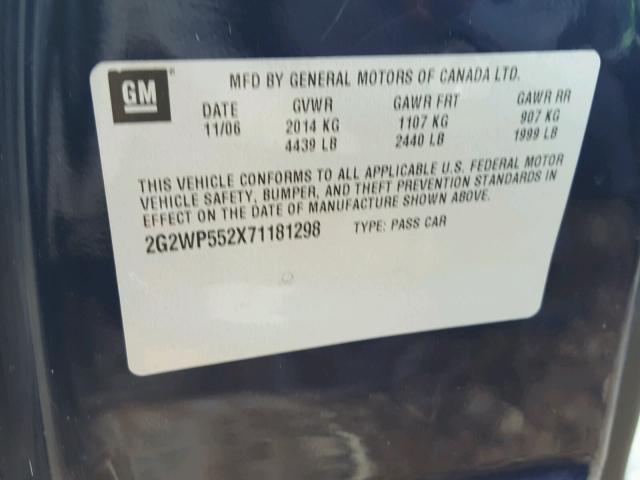 GM
MFD BY GENERAL MOTORS OF CANADA LTD.
DATE GVWR GAWR FRT GAWR RR
11/06 2014 KG 1107 KG 907 KG
4439 LB 2440 LB 1999 LB
THIS VEHICLE CONFORMS TO ALL APPLICABLE U.S. FEDERAL MOTOR
VEHICLE SAFETY, BUMPER, AND THEFT PREVENTION STANDARDS IN
EFFECT ON THE DATE OF MANUFACTURE SHOWN ABOVE.
2G2WP552X71181298 TYPE: PASS CAR